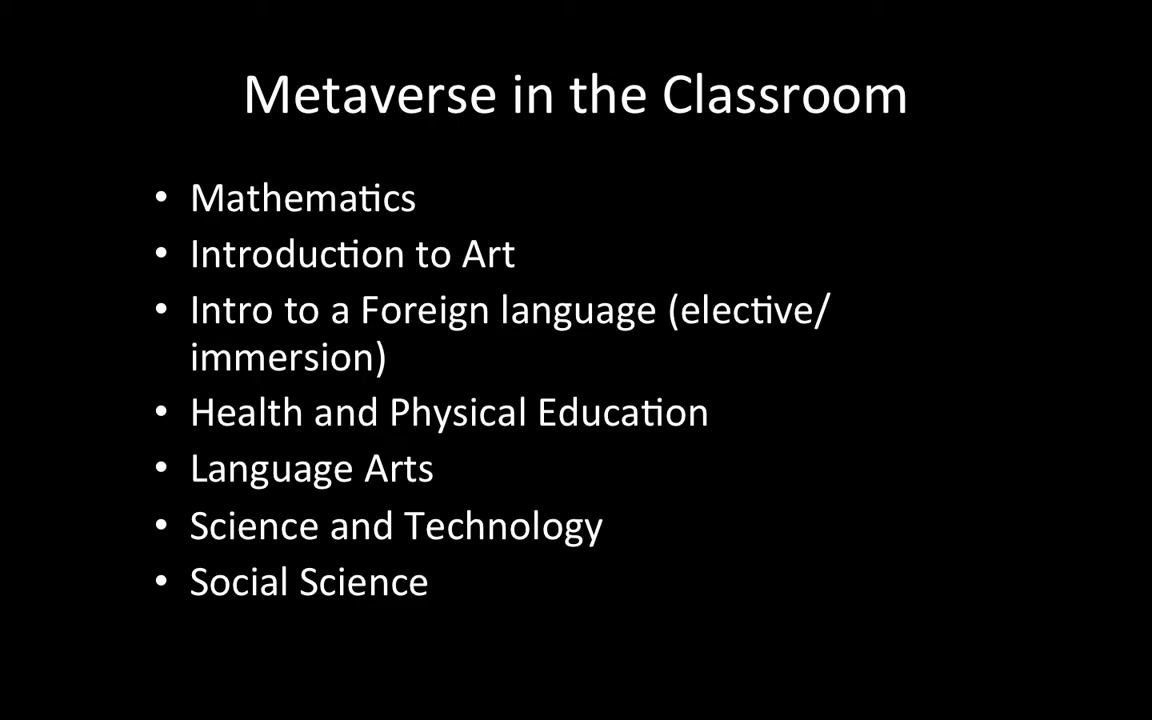 Metaverse in the Classroom
• Mathematics
• Introduction to Art
• Intro to a Foreign language (elective/
immersion)
• Health and Physical Education
• Language Arts
• Science and Technology
• Social Science